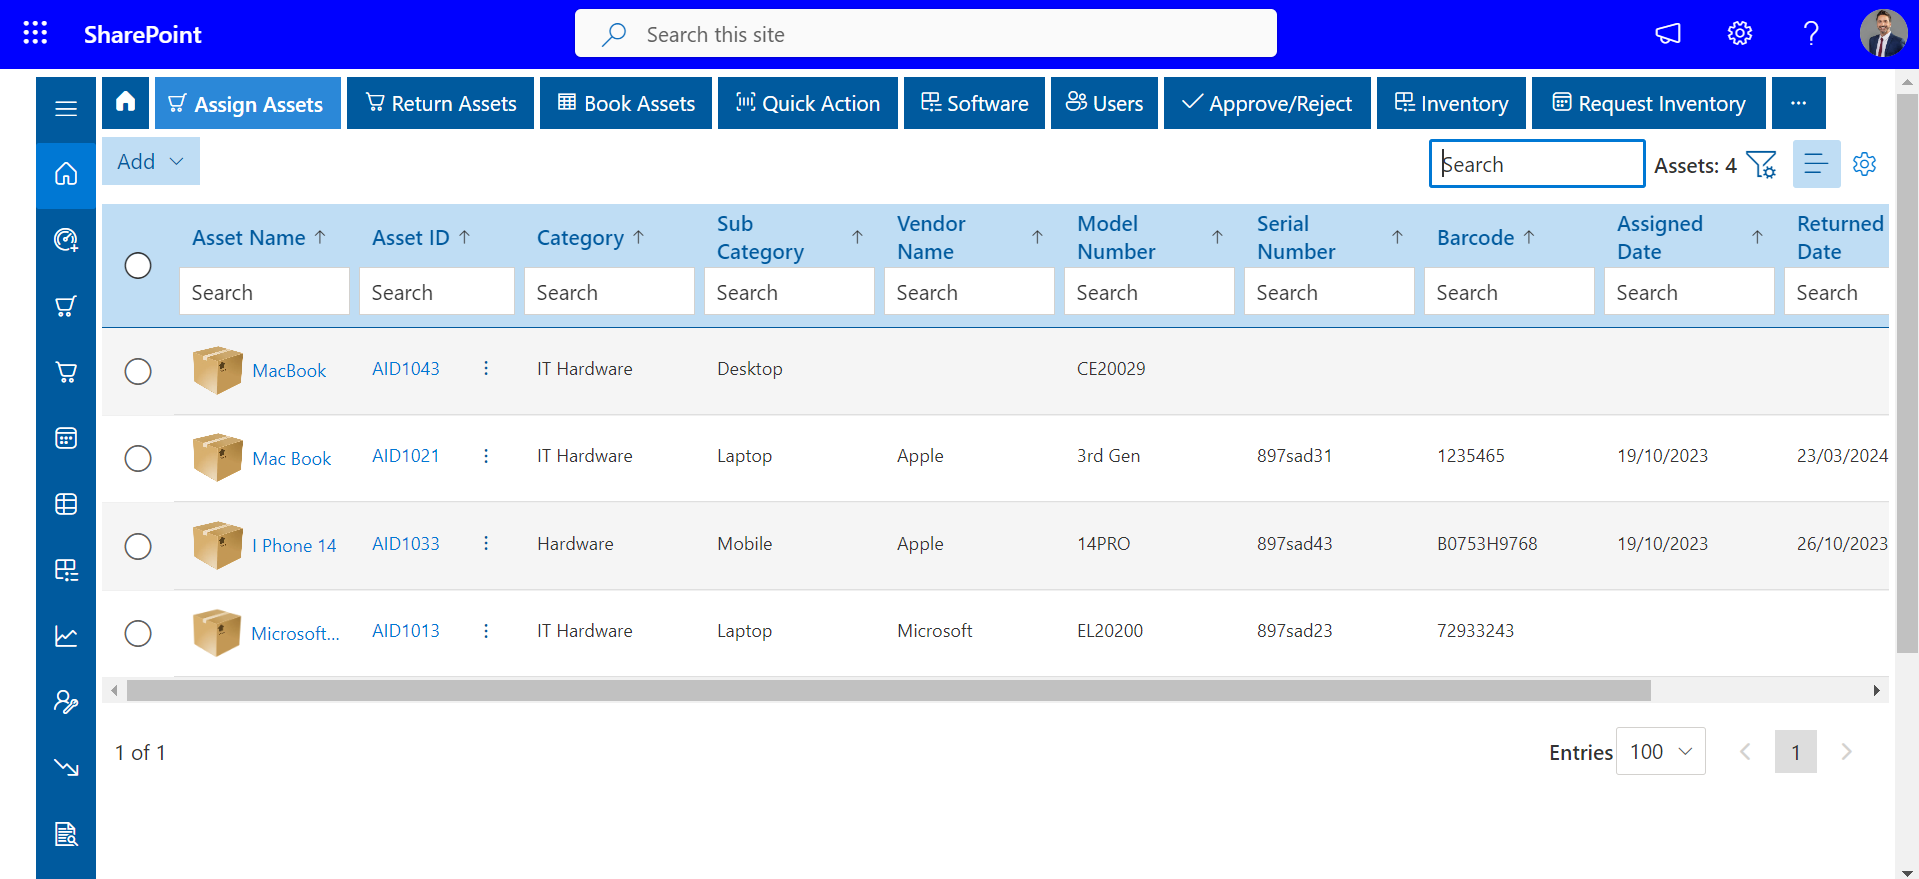 SharePoint
Search this site
Assign Assets
Return Assets
Book Assets
Quick Action
Software
Users
Approve/Reject
Inventory
Request Inventory
...
Add
Search
Assets: 4
Asset Name Asset ID Category Sub Category Vendor Name Model Number Serial Number Barcode Assigned Date Returned Date
Search Search Search Search Search Search Search Search Search Search
MacBook AID1043 IT Hardware Desktop CE20029
Mac Book AID1021 IT Hardware Laptop Apple 3rd Gen 897sad31 1235465 19/10/2023 23/03/2024
I Phone 14 AID1033 Hardware Mobile Apple 14PRO 897sad43 B0753H9768 19/10/2023 26/10/2023
Microsoft... AID1013 IT Hardware Laptop Microsoft EL20200 897sad23 72933243
1 of 1
Entries 100
1